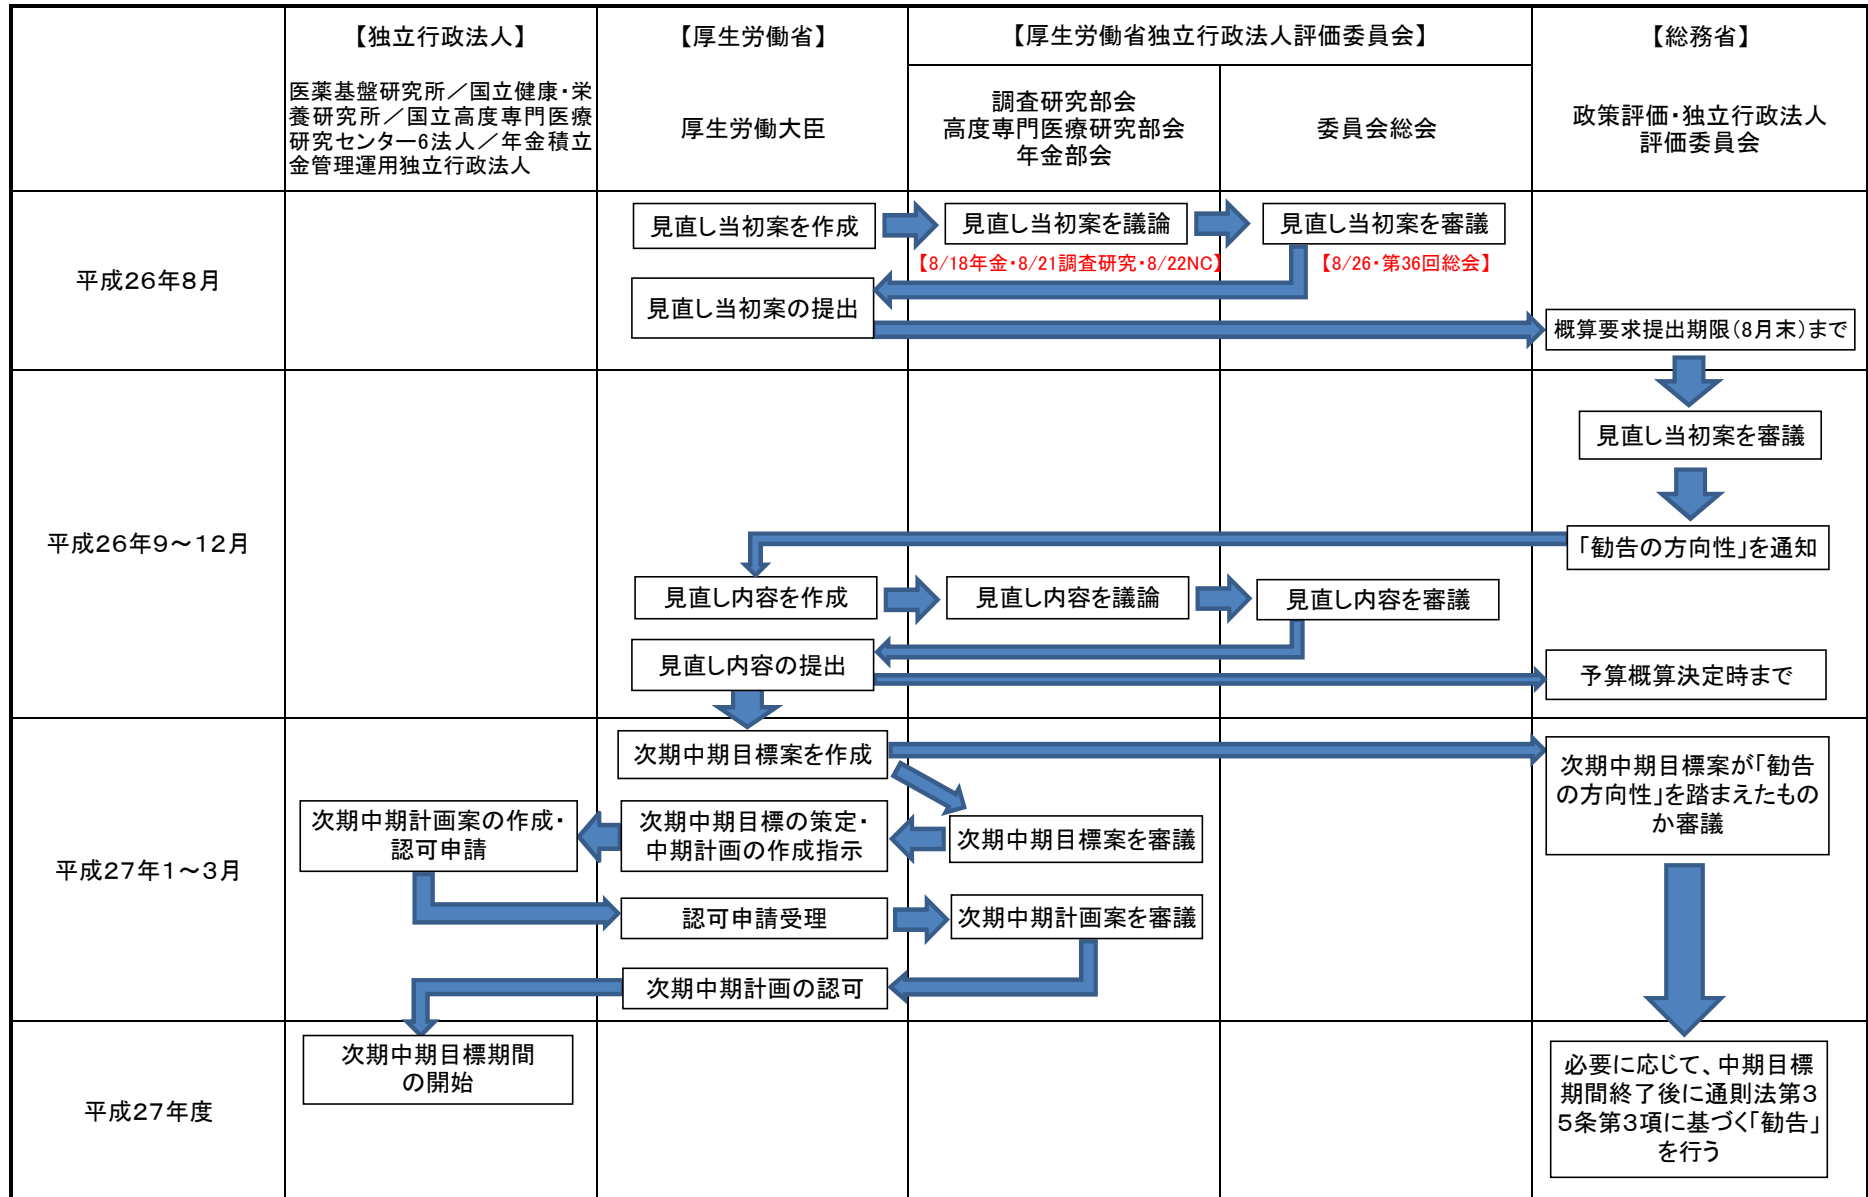 【独立行政法人】
医薬基盤研究所／国立健康・栄
養研究所／国立高度専門医療
研究センター6法人／年金積立
金管理運用独立行政法人
【厚生労働省】
厚生労働大臣
【厚生労働省独立行政法人評価委員会】
調査研究部会
高度専門医療研究部会
年金部会
委員会総会
【総務省】
政策評価・独立行政法人
評価委員会
平成26年8月
見直し当初案を作成
見直し当初案を議論
見直し当初案を審議
【8/18年金・8/21調査研究・8/22NC】
【8/26・第36回総会】
見直し当初案の提出
概算要求提出期限（8月末）まで
平成26年9～12月
見直し当初案を審議
「勧告の方向性」を通知
見直し内容を作成
見直し内容を議論
見直し内容を審議
見直し内容の提出
予算概算決定時まで
平成27年1～3月
次期中期目標案を作成
次期中期目標案が「勧告
の方向性」を踏まえたもの
か審議
次期中期計画案の作成・
認可申請
次期中期目標の策定・
中期計画の作成指示
次期中期目標案を審議
認可申請受理
次期中期計画案を審議
次期中期計画の認可
平成27年度
次期中期目標期間
の開始
必要に応じて、中期目標
期間終了後に通則法第3
5条第3項に基づく「勧告」
を行う